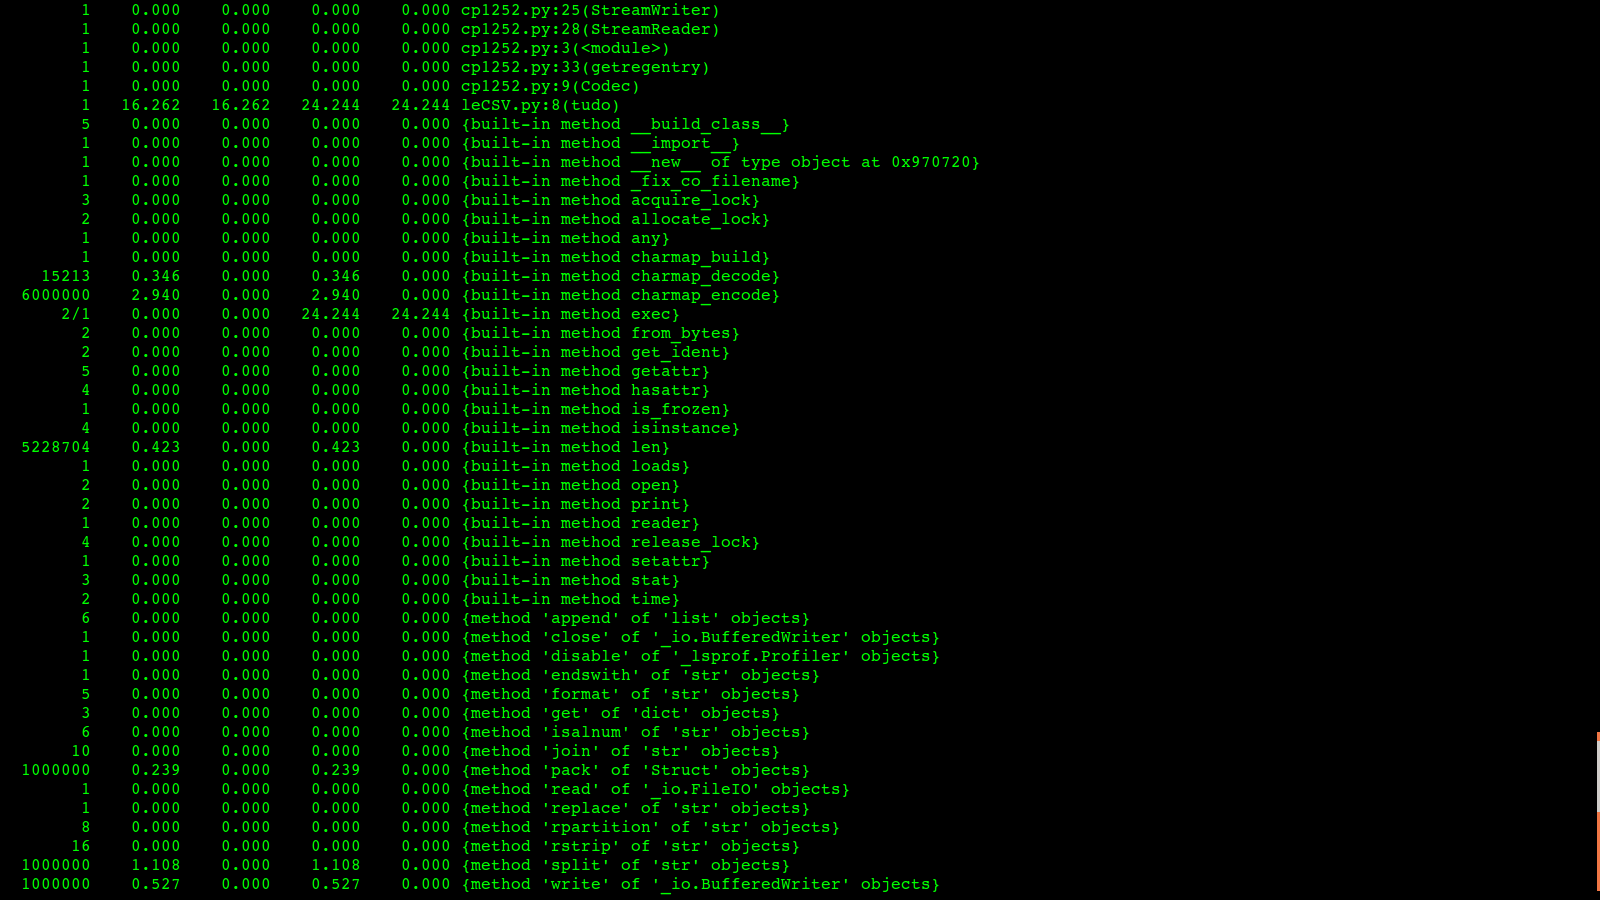 1 0.000 0.000 0.000 0.000 cp1252.py:25(StreamWriter)
1 0.000 0.000 0.000 0.000 cp1252.py:28(StreamReader)
1 0.000 0.000 0.000 0.000 cp1252.py:3(<module>)
1 0.000 0.000 0.000 0.000 cp1252.py:33(getregentry)
1 0.000 0.000 0.000 0.000 cp1252.py:9(Codec)
1 16.262 16.262 24.244 24.244 leCSV.py:8(tudo)
5 0.000 0.000 0.000 0.000 {built-in method __build_class__}
1 0.000 0.000 0.000 0.000 {built-in method __import__}
1 0.000 0.000 0.000 0.000 {built-in method __new__ of type object at 0x970720}
1 0.000 0.000 0.000 0.000 {built-in method _fix_co_filename}
3 0.000 0.000 0.000 0.000 {built-in method acquire_lock}
2 0.000 0.000 0.000 0.000 {built-in method allocate_lock}
1 0.000 0.000 0.000 0.000 {built-in method any}
1 0.000 0.000 0.000 0.000 {built-in method charmap_build}
15213 0.346 0.000 0.346 0.000 {built-in method charmap_decode}
6000000 2.940 0.000 2.940 0.000 {built-in method charmap_encode}
2/1 0.000 0.000 24.244 24.244 {built-in method exec}
2 0.000 0.000 0.000 0.000 {built-in method from_bytes}
2 0.000 0.000 0.000 0.000 {built-in method get_ident}
5 0.000 0.000 0.000 0.000 {built-in method getattr}
4 0.000 0.000 0.000 0.000 {built-in method hasattr}
1 0.000 0.000 0.000 0.000 {built-in method is_frozen}
4 0.000 0.000 0.000 0.000 {built-in method isinstance}
5228704 0.423 0.000 0.423 0.000 {built-in method len}
1 0.000 0.000 0.000 0.000 {built-in method loads}
2 0.000 0.000 0.000 0.000 {built-in method open}
2 0.000 0.000 0.000 0.000 {built-in method print}
1 0.000 0.000 0.000 0.000 {built-in method reader}
4 0.000 0.000 0.000 0.000 {built-in method release_lock}
1 0.000 0.000 0.000 0.000 {built-in method setattr}
3 0.000 0.000 0.000 0.000 {built-in method stat}
2 0.000 0.000 0.000 0.000 {built-in method time}
6 0.000 0.000 0.000 0.000 {method 'append' of 'list' objects}
1 0.000 0.000 0.000 0.000 {method 'close' of '_io.BufferedWriter' objects}
1 0.000 0.000 0.000 0.000 {method 'disable' of '_lsprof.Profiler' objects}
1 0.000 0.000 0.000 0.000 {method 'endswith' of 'str' objects}
5 0.000 0.000 0.000 0.000 {method 'format' of 'str' objects}
3 0.000 0.000 0.000 0.000 {method 'get' of 'dict' objects}
6 0.000 0.000 0.000 0.000 {method 'isalnum' of 'str' objects}
10 0.000 0.000 0.000 0.000 {method 'join' of 'str' objects}
1000000 0.239 0.000 0.239 0.000 {method 'pack' of 'Struct' objects}
1 0.000 0.000 0.000 0.000 {method 'read' of '_io.FileIO' objects}
1 0.000 0.000 0.000 0.000 {method 'replace' of 'str' objects}
8 0.000 0.000 0.000 0.000 {method 'rpartition' of 'str' objects}
16 0.000 0.000 0.000 0.000 {method 'rstrip' of 'str' objects}
1000000 1.108 0.000 1.108 0.000 {method 'split' of 'str' objects}
1000000 0.527 0.000 0.527 0.000 {method 'write' of '_io.BufferedWriter' objects}